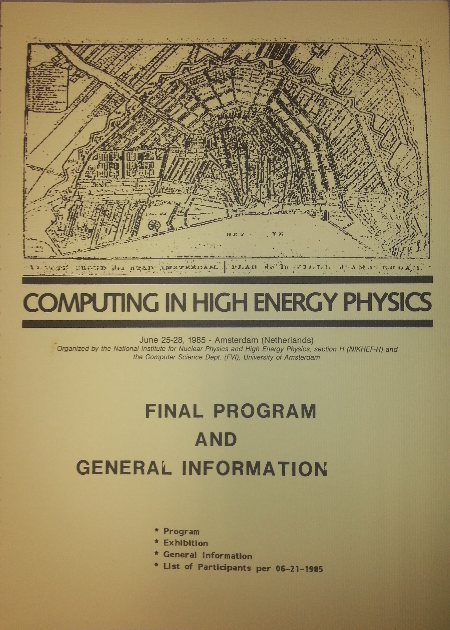 COMPUTING IN HIGH ENERGY PHYSICS
June 25-28, 1985 - Amsterdam (Netherlands)
Organized by the National Institute for Nuclear Physics and High Energy Physics, section H (NIKHEF-H) and
the Computer Science Dept. (FVI), University of Amsterdam
FINAL PROGRAM
AND
GENERAL INFORMATION
* Program
* Exhibition
* General Information
* List of Participants per 06-21-1985